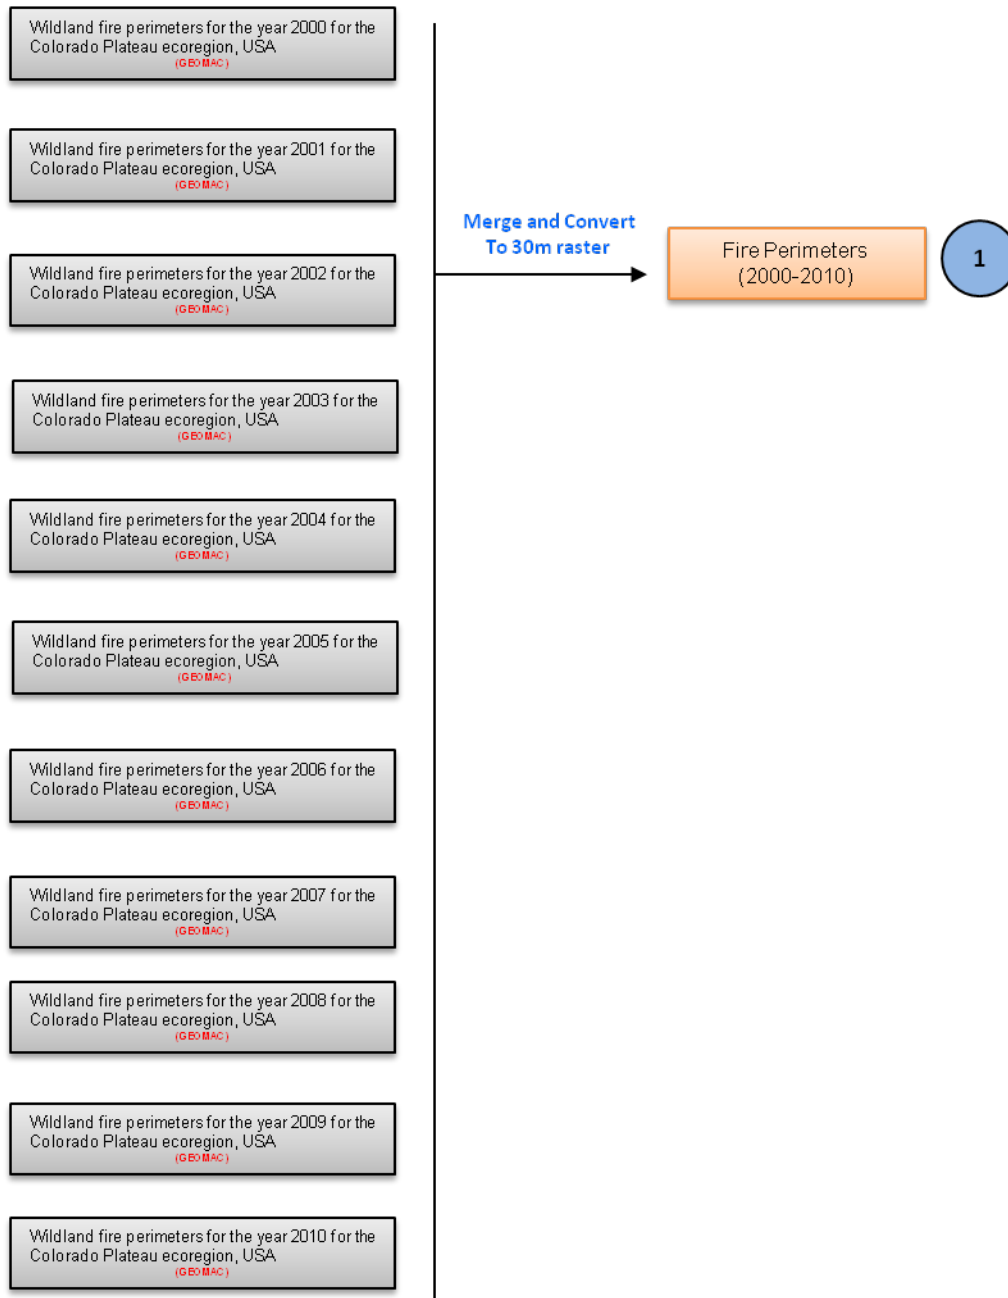 Wildland fire perimeters for the year 2000 for the
Colorado Plateau ecoregion, USA
(GEOMAC)
Wildland fire perimeters for the year 2001 for the
Colorado Plateau ecoregion, USA
(GEOMAC)
Merge and Convert
To 30m raster
Fire Perimeters
(2000-2010)
1
Wildland fire perimeters for the year 2002 for the
Colorado Plateau ecoregion, USA
(GEOMAC)
Wildland fire perimeters for the year 2003 for the
Colorado Plateau ecoregion, USA
(GEOMAC)
Wildland fire perimeters for the year 2004 for the
Colorado Plateau ecoregion, USA
(GEOMAC)
Wildland fire perimeters for the year 2005 for the
Colorado Plateau ecoregion, USA
(GEOMAC)
Wildland fire perimeters for the year 2006 for the
Colorado Plateau ecoregion, USA
(GEOMAC)
Wildland fire perimeters for the year 2007 for the
Colorado Plateau ecoregion, USA
(GEOMAC)
Wildland fire perimeters for the year 2008 for the
Colorado Plateau ecoregion, USA
(GEOMAC)
Wildland fire perimeters for the year 2009 for the
Colorado Plateau ecoregion, USA
(GEOMAC)
Wildland fire perimeters for the year 2010 for the
Colorado Plateau ecoregion, USA
(GEOMAC)